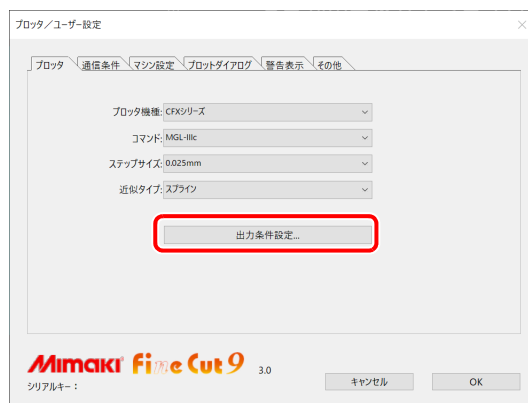 プロッタ／ユーザー設定
プロッタ 通信条件 マシン設定 プロットダイアログ 警告表示 その他
プロッタ機種: CFXシリーズ
コマンド: MGL-IIIc
ステップサイズ: 0.025mm
近似タイプ: スプライン
出力条件設定...
Mimaki Fine Cut 9 3.0
シリアルキー：
キャンセル OK